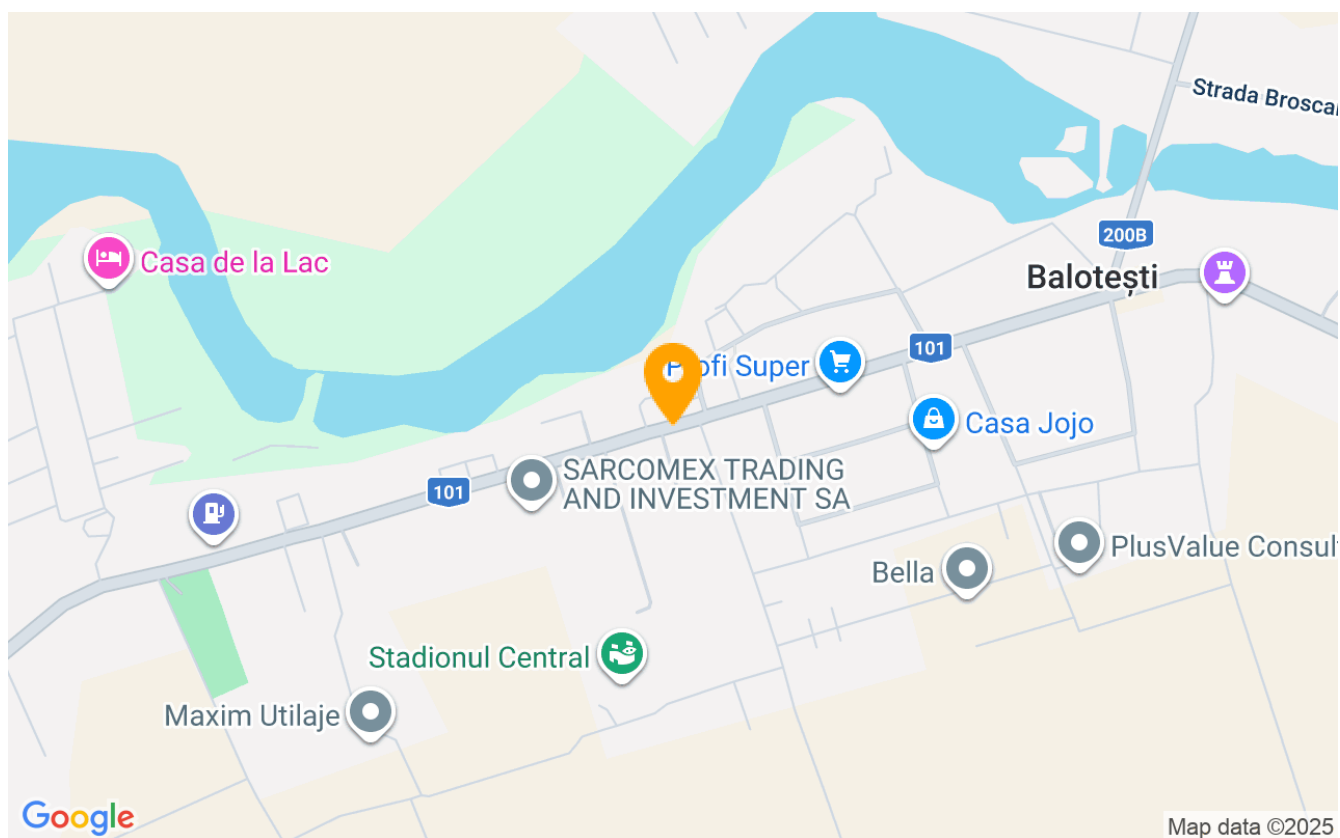 Strada Broscar
200B
Casa de la Lac
Balotești
101
Profi Super
Casa Jojo
SARCOMEX TRADING
AND INVESTMENT SA
101
PlusValue Consult
Bella
Stadionul Central
Maxim Utilaje
Google
Map data ©2025